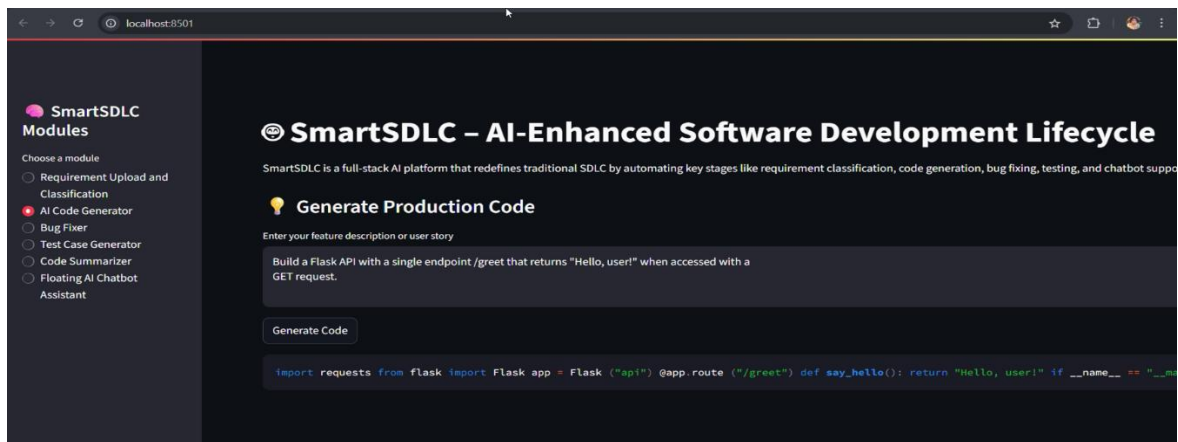 localhost:8501
SmartSDLC
Modules
Choose a module
Requirement Upload and
Classification
AI Code Generator
Bug Fixer
Test Case Generator
Code Summarizer
Floating AI Chatbot
Assistant
SmartSDLC – AI-Enhanced Software Development Lifecycle
SmartSDLC is a full-stack AI platform that redefines traditional SDLC by automating key stages like requirement classification, code generation, bug fixing, testing, and chatbot suppo
Generate Production Code
Enter your feature description or user story
Build a Flask API with a single endpoint /greet that returns "Hello, user!" when accessed with a
GET request.
Generate Code
import requests from flask import Flask app = Flask ("api") @app.route ("/greet") def say_hello(): return "Hello, user!" if __name__ == "__ma